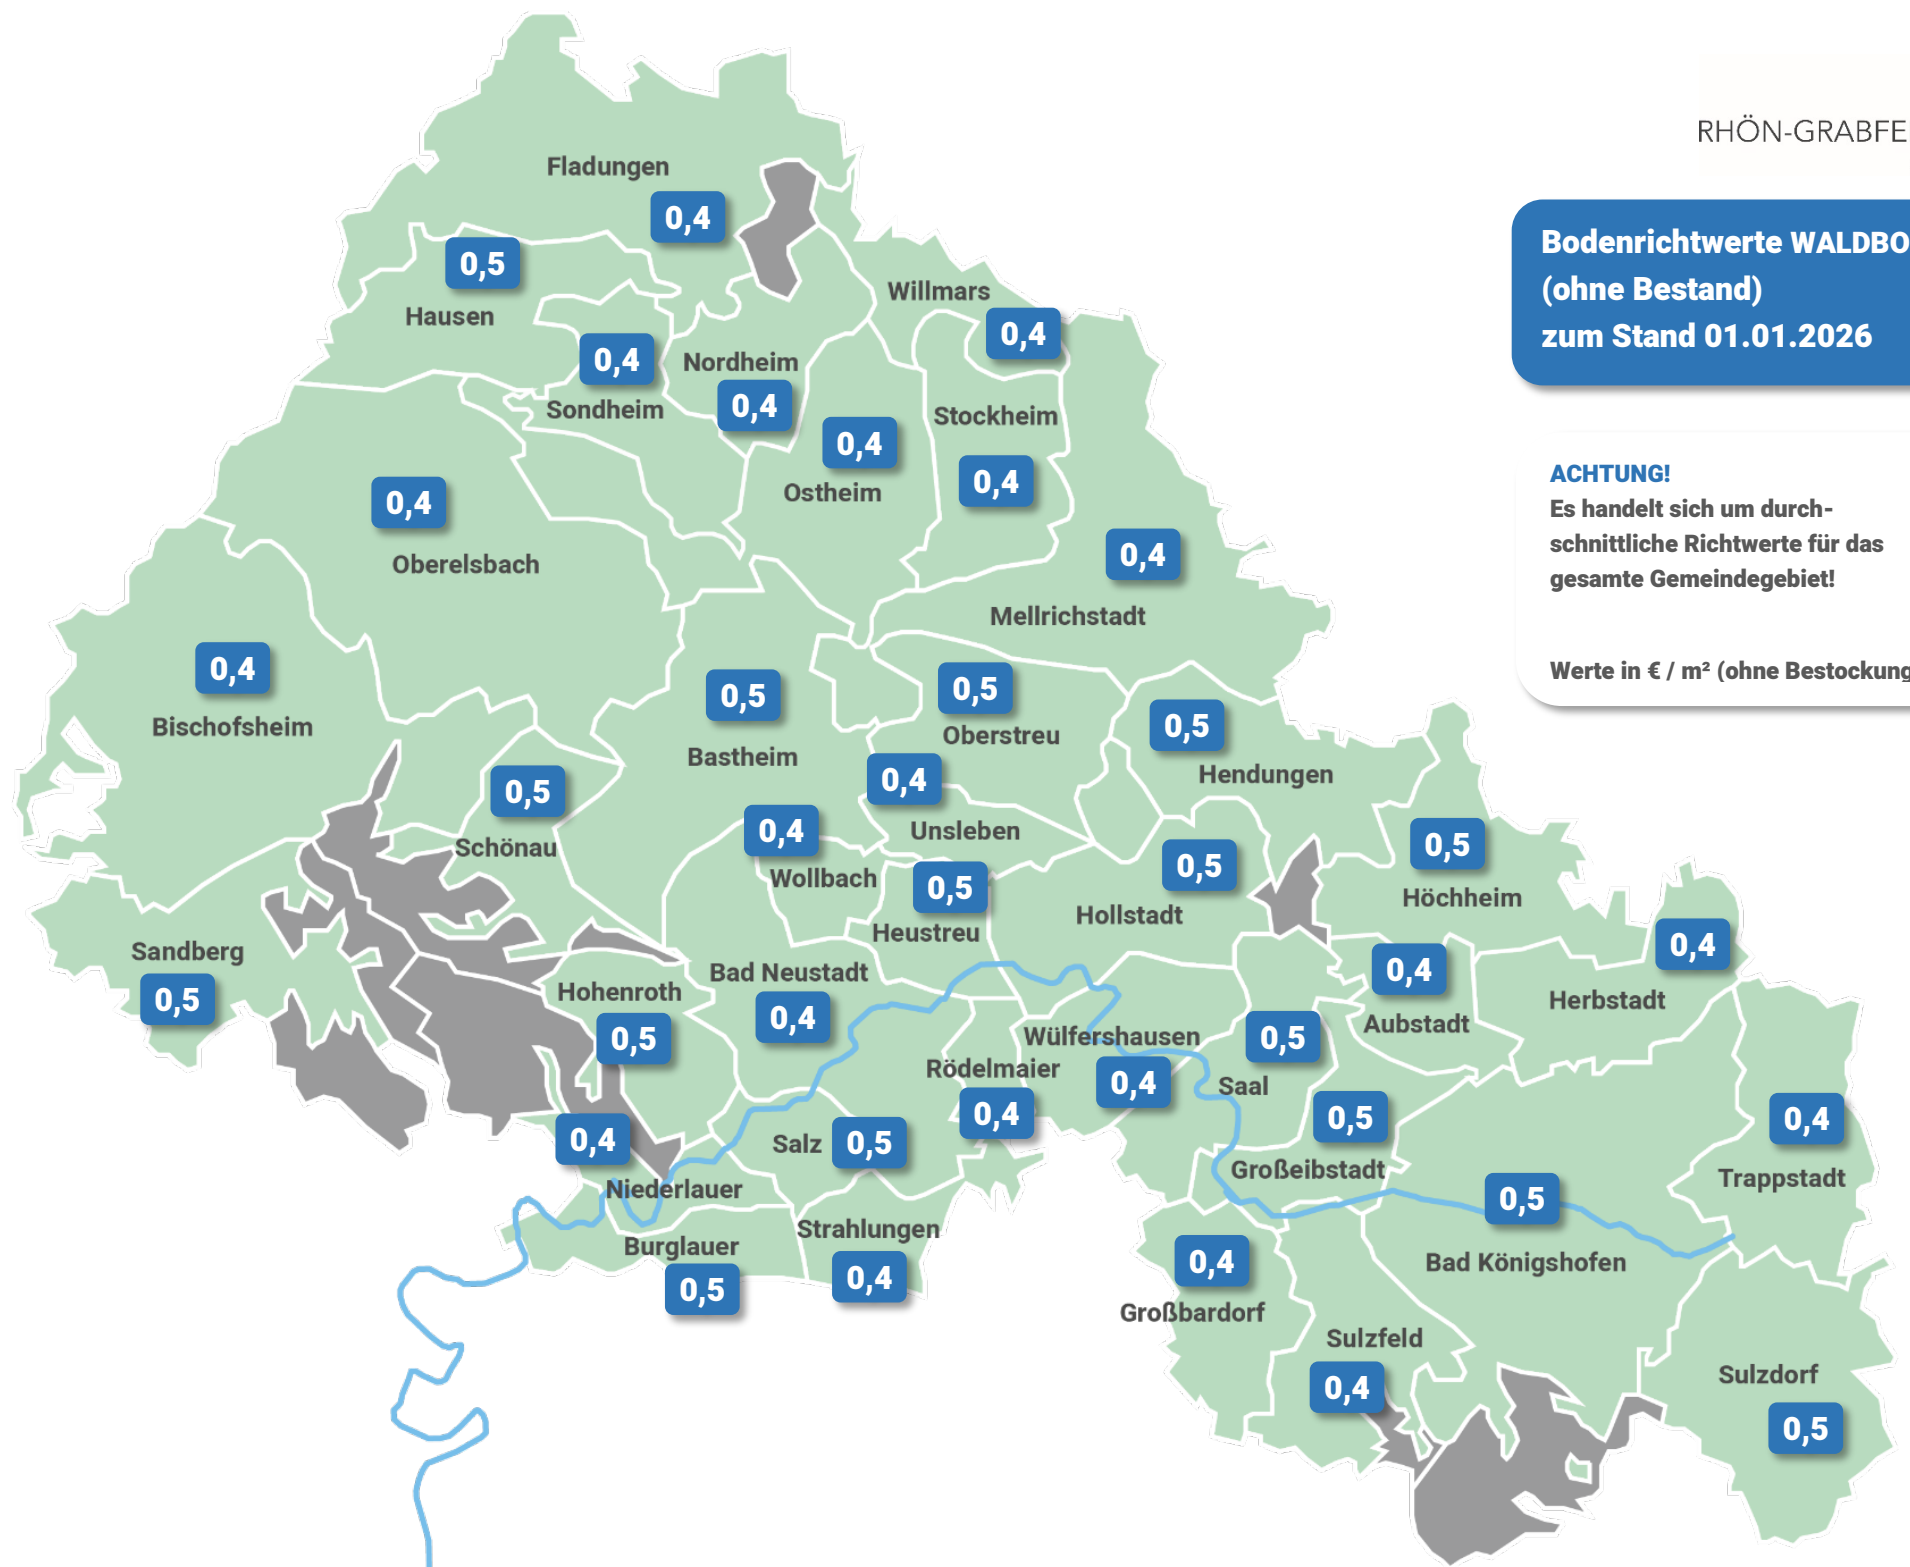 RHÖN-GRABFE
Bodenrichtwerte WALDBO
(ohne Bestand)
zum Stand 01.01.2026
ACHTUNG!
Es handelt sich um durch-
schnittliche Richtwerte für das
gesamte Gemeindegebiet!
Werte in € / m² (ohne Bestockung
Fladungen
0,4
0,5
Hausen
Willmars
0,4
0,4
Sondheim
Nordheim
0,4
0,4
Ostheim
Stockheim
0,4
0,4
Oberelsbach
0,4
Mellrichstadt
0,4
Bischofsheim
0,5
Bastheim
0,5
Oberstreu
0,5
Hendungen
0,5
Schönau
0,4
Unsleben
0,4
Wollbach
0,5
Heustreu
0,5
Hollstadt
0,5
Höchheim
Sandberg
0,5
Hohenroth
0,5
Bad Neustadt
0,4
0,4
Aubstadt
0,4
Herbstadt
Wülfershausen
0,4
0,5
Saal
Rödelmaier
0,4
0,5
Großeibstadt
0,4
Trappstadt
0,4
Niederlauer
Salz
0,5
0,5
Bad Königshofen
Burglauer
0,5
Strahlungen
0,4
0,4
Großbardorf
Sulzfeld
0,4
Sulzdorf
0,5